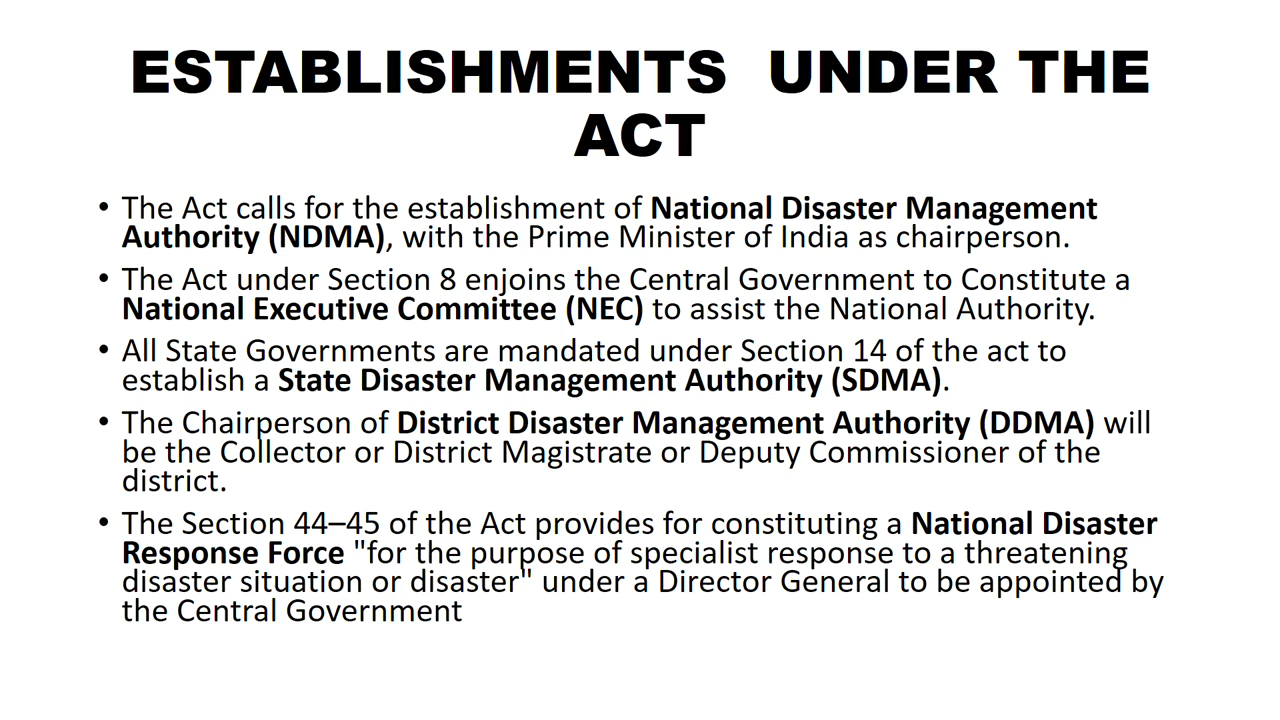 ESTABLISHMENTS  UNDER THE
ACT
• The Act calls for the establishment of National Disaster Management
Authority (NDMA), with the Prime Minister of India as chairperson.
• The Act under Section 8 enjoins the Central Government to Constitute a
National Executive Committee (NEC) to assist the National Authority.
• All State Governments are mandated under Section 14 of the act to
establish a State Disaster Management Authority (SDMA).
• The Chairperson of District Disaster Management Authority (DDMA) will
be the Collector or District Magistrate or Deputy Commissioner of the
district.
• The Section 44–45 of the Act provides for constituting a National Disaster
Response Force "for the purpose of specialist response to a threatening
disaster situation or disaster" under a Director General to be appointed by
the Central Government